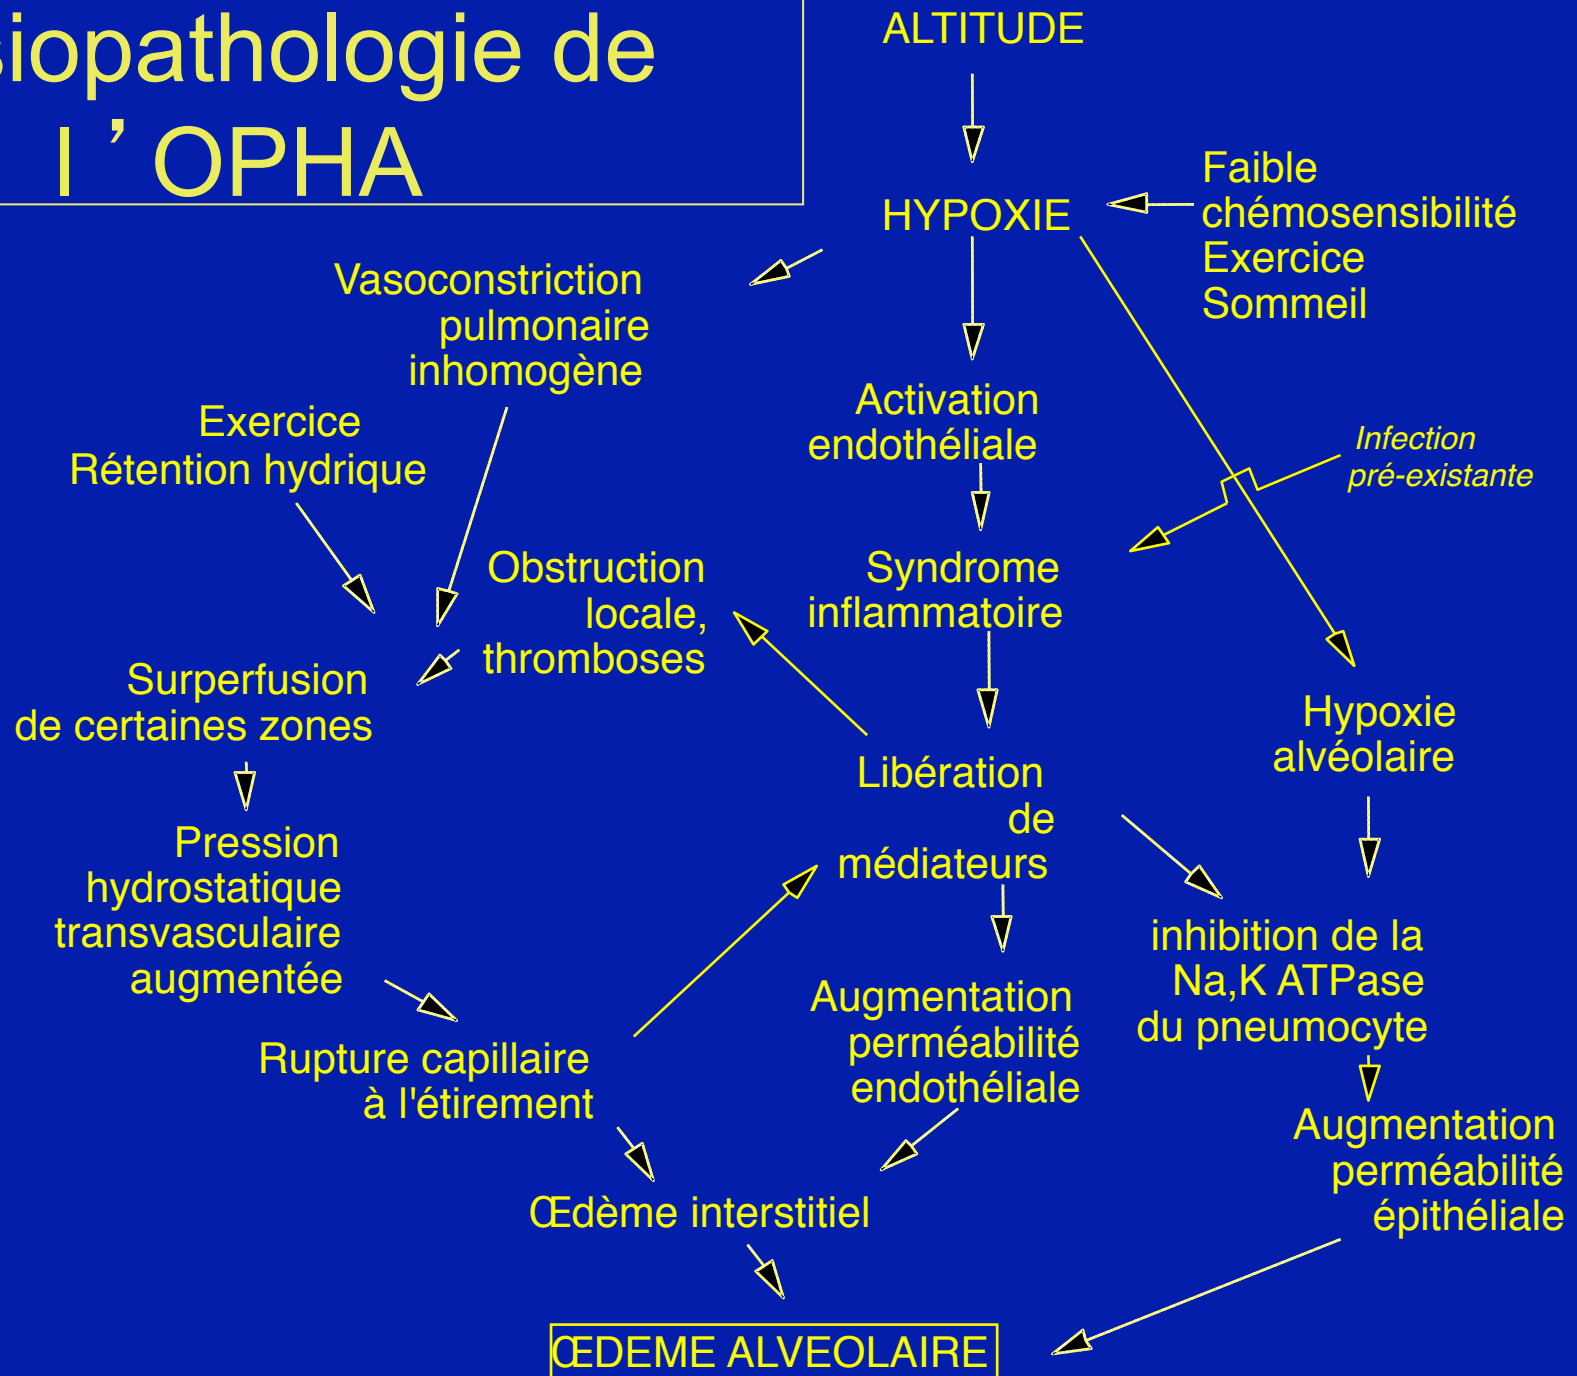 siopathologie de
l ’ OPHA
ALTITUDE
HYPOXIE
Faible
chémosensibilité
Exercice
Sommeil
Vasoconstriction
pulmonaire
inhomogène
Exercice
Rétention hydrique
Activation
endothéliale
Infection
pré-existante
Obstruction
locale,
thromboses
Syndrome
inflammatoire
Surperfusion
de certaines zones
Hypoxie
alvéolaire
Libération
de
médiateurs
Pression
hydrostatique
transvasculaire
augmentée
inhibition de la
Na,K ATPase
du pneumocyte
Augmentation
perméabilité
endothéliale
Rupture capillaire
à l'étirement
Augmentation
perméabilité
épithéliale
Œdème interstitiel
ŒDEME ALVEOLAIRE